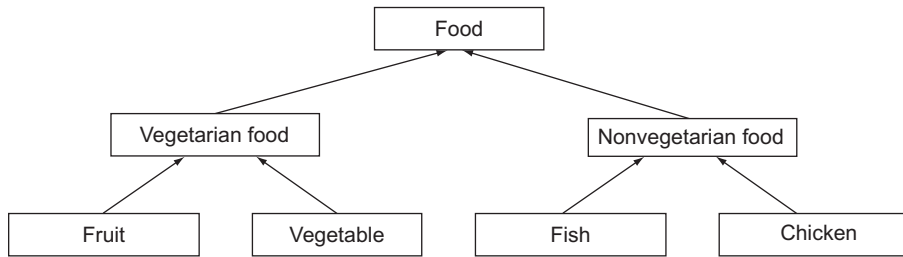 Food
Vegetarian food
Nonvegetarian food
Fruit
Vegetable
Fish
Chicken